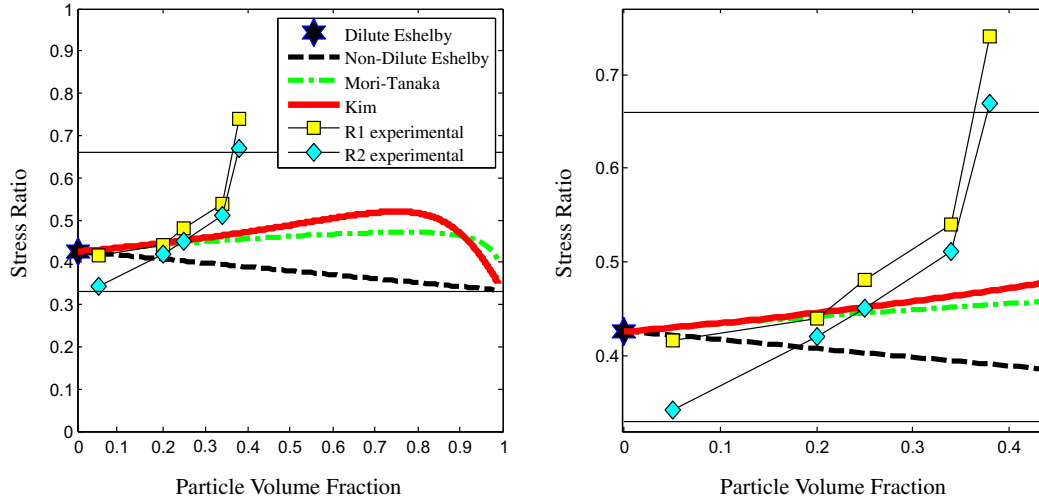 1
0.9
0.8
0.7
0.6
0.5
0.4
0.3
0.2
0.1
0
0 0.1 0.2 0.3 0.4 0.5 0.6 0.7 0.8 0.9 1
Stress Ratio
Particle Volume Fraction
Dilute Eshelby
Non-Dilute Eshelby
Mori-Tanaka
Kim
R1 experimental
R2 experimental
0.7
0.6
0.5
0.4
0 0.1 0.2 0.3 0.4
Stress Ratio
Particle Volume Fraction